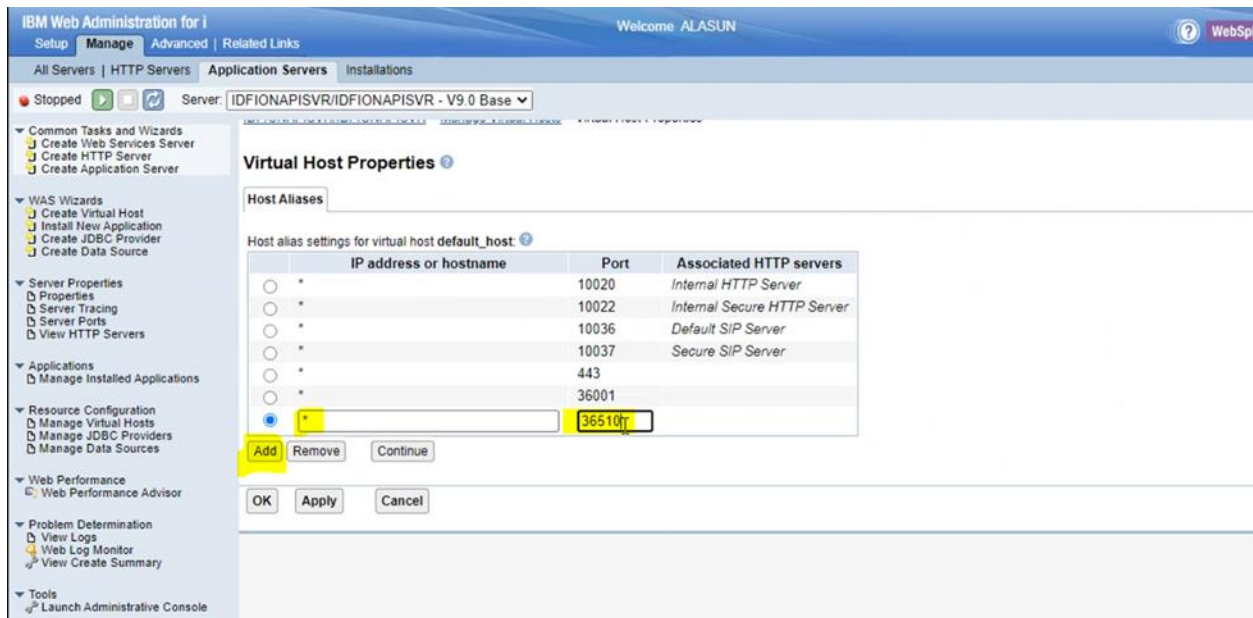 IBM Web Administration for i
Welcome ALASUN
? WebSp
Setup Manage Advanced | Related Links
All Servers | HTTP Servers Application Servers Installations
Stopped Server: IDFIONAPISVR/IDFIONAPISVR - V9.0 Base
Common Tasks and Wizards
Create Web Services Server
Create HTTP Server
Create Application Server
WAS Wizards
Create Virtual Host
Install New Application
Create JDBC Provider
Create Data Source
Server Properties
Properties
Server Tracing
Server Ports
View HTTP Servers
Applications
Manage Installed Applications
Resource Configuration
Manage Virtual Hosts
Manage JDBC Providers
Manage Data Sources
Web Performance
Web Performance Advisor
Problem Determination
View Logs
Web Log Monitor
View Create Summary
Tools
Launch Administrative Console
Virtual Host Properties ?
Host Aliases
Host alias settings for virtual host default_host: ?
IP address or hostname Port Associated HTTP servers
* 10020 Internal HTTP Server
* 10022 Internal Secure HTTP Server
* 10036 Default SIP Server
* 10037 Secure SIP Server
* 443
* 36001
* 36510
Add Remove Continue
OK Apply Cancel